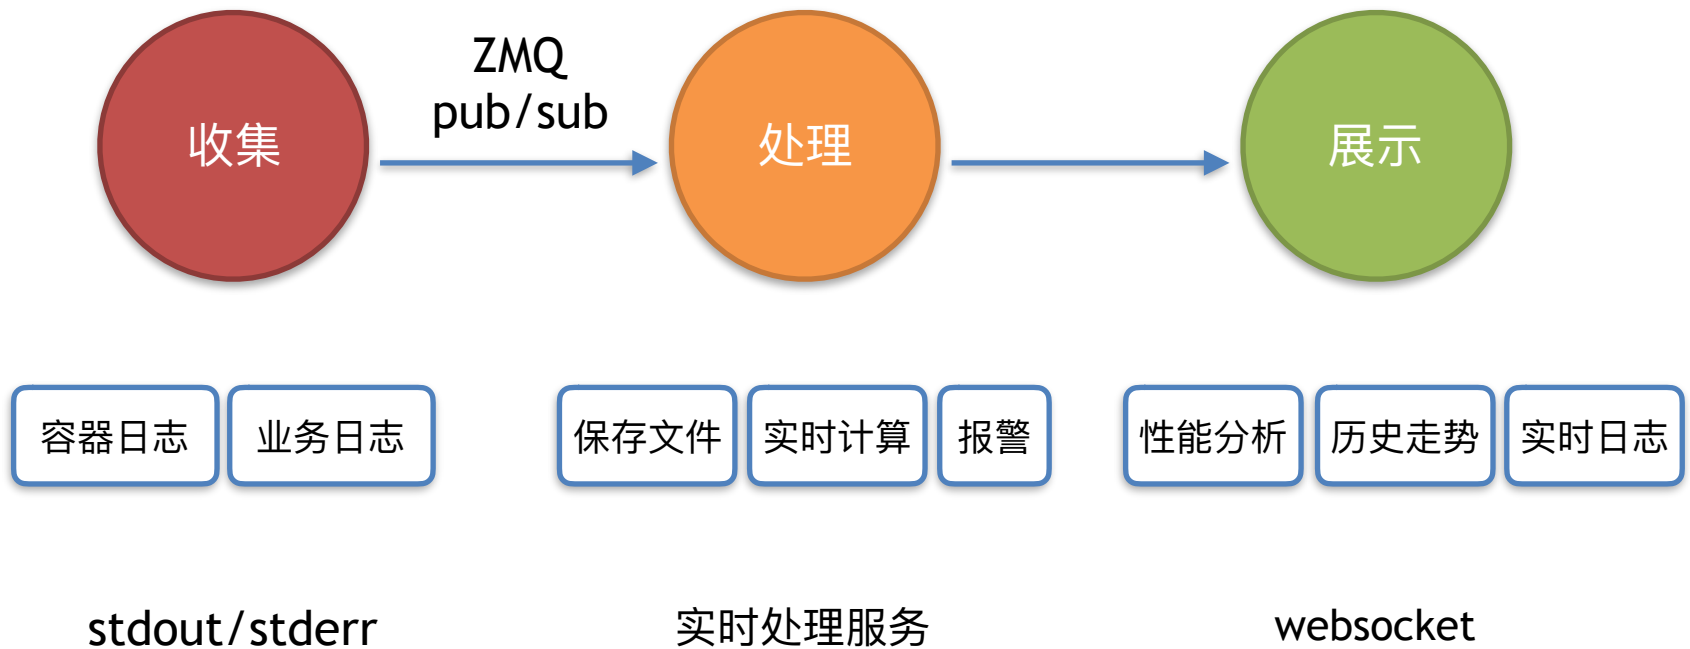 收集
ZMQ
pub/sub
处理
展示
容器日志
业务日志
保存文件
实时计算
报警
性能分析
历史走势
实时日志
stdout/stderr
实时处理服务
websocket